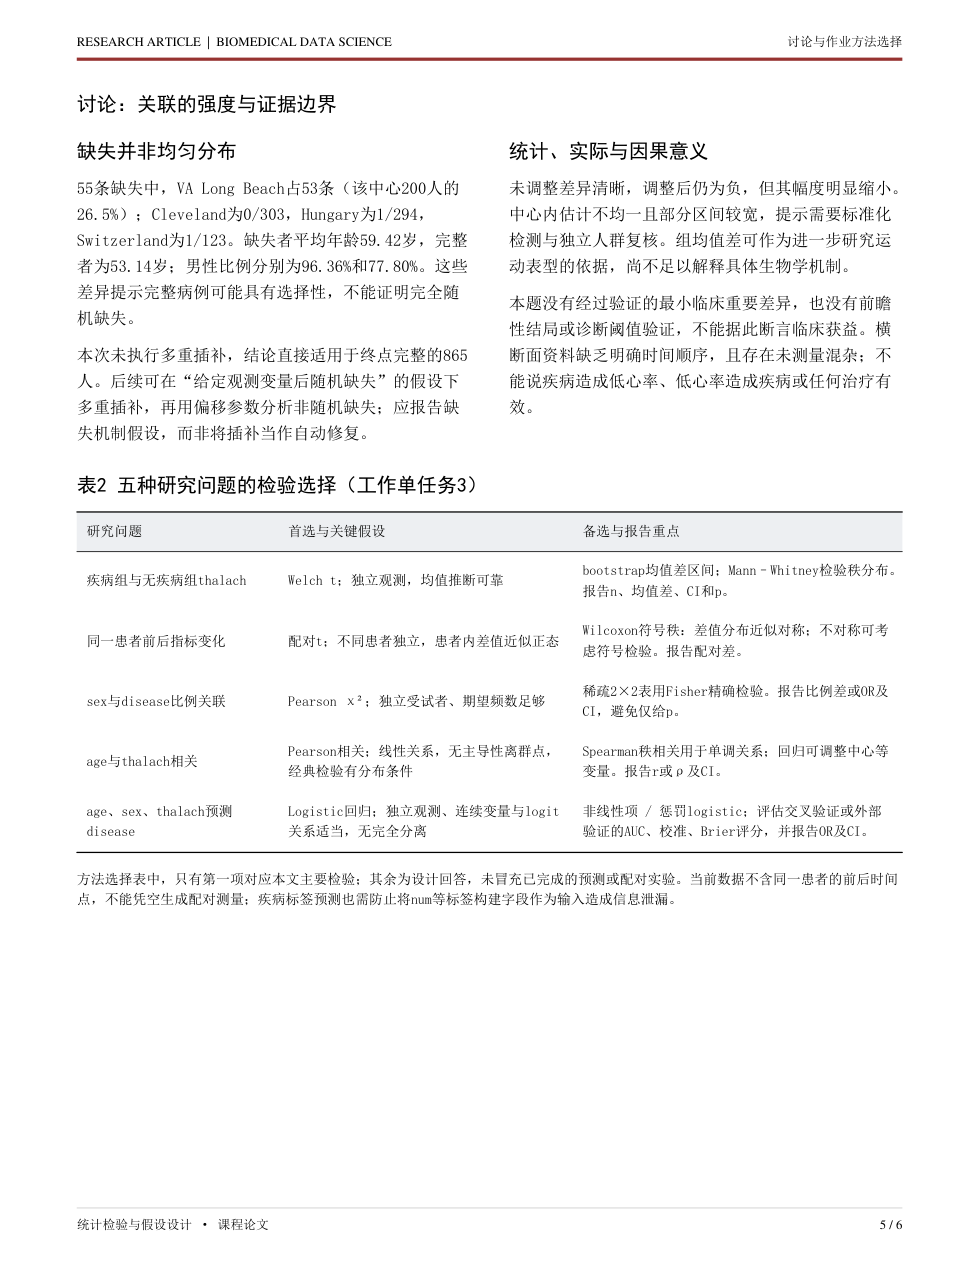 RESEARCH ARTICLE | BIOMEDICAL DATA SCIENCE
讨论与作业方法选择
讨论：关联的强度与证据边界
缺失并非均匀分布
55条缺失中，VA Long Beach占53条（该中心200人的
26.5%）；Cleveland为0/303，Hungary为1/294，
Switzerland为1/123。缺失者平均年龄59.42岁，完整
者为53.14岁；男性比例分别为96.36%和77.80%。这些
差异提示完整病例可能具有选择性，不能证明完全随
机缺失。
本次未执行多重插补，结论直接适用于终点完整的865
人。后续可在“给定观测变量后随机缺失”的假设下
多重插补，再用偏移参数分析非随机缺失；应报告缺
失机制假设，而非将插补当作自动修复。
统计、实际与因果意义
未调整差异清晰，调整后仍为负，但其幅度明显缩小。
中心内估计不均一且部分区间较宽，提示需要标准化
检测与独立人群复核。组均值差可作为进一步研究运
动表型的依据，尚不足以解释具体生物学机制。
本题没有经过验证的最小临床重要差异，也没有前瞻
性结局或诊断阈值验证，不能据此断言临床获益。横
断面资料缺乏明确时间顺序，且存在未测量混杂；不
能说疾病造成低心率、低心率造成疾病或任何治疗有
效。
表2 五种研究问题的检验选择（工作单任务3）
研究问题
首选与关键假设
备选与报告重点
疾病组与无疾病组thalach
Welch t；独立观测，均值推断可靠
bootstrap均值差区间；Mann–Whitney检验秩分布。
报告n、均值差、CI和p。
同一患者前后指标变化
配对t；不同患者独立，患者内差值近似正态
Wilcoxon符号秩：差值分布近似对称；不对称可考
虑符号检验。报告配对差。
sex与disease比例关联
Pearson χ²；独立受试者、期望频数足够
稀疏2×2表用Fisher精确检验。报告比例差或OR及
CI，避免仅给p。
age与thalach相关
Pearson相关；线性关系，无主导性离群点，
经典检验有分布条件
Spearman秩相关用于单调关系；回归可调整中心等
变量。报告r或ρ及CI。
age、sex、thalach预测
disease
Logistic回归；独立观测、连续变量与logit
关系适当，无完全分离
非线性项 / 惩罚logistic；评估交叉验证或外部
验证的AUC、校准、Brier评分，并报告OR及CI。
方法选择表中，只有第一项对应本文主要检验；其余为设计回答，未冒充已完成的预测或配对实验。当前数据不含同一患者的前后时间
点，不能凭空生成配对测量；疾病标签预测也需防止将num等标签构建字段作为输入造成信息泄漏。
统计检验与假设设计 • 课程论文
5 / 6